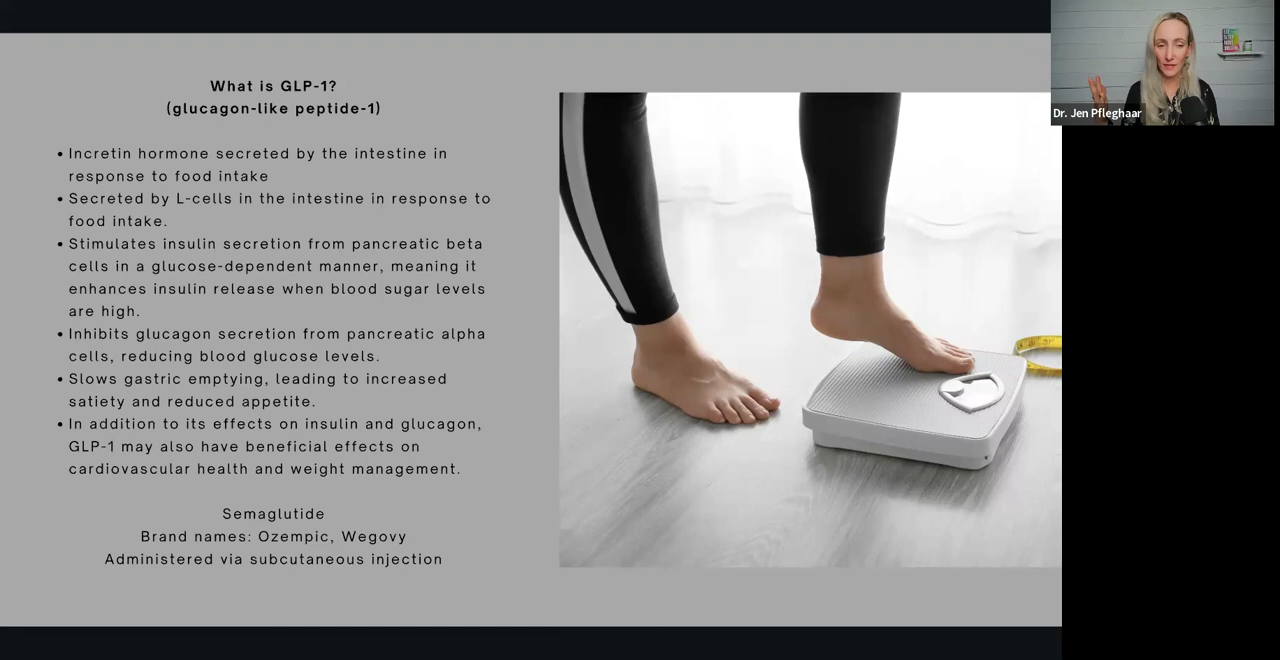 What is GLP-1?
(glucagon-like peptide-1)
• Incretin hormone secreted by the intestine in
response to food intake
• Secreted by L-cells in the intestine in response to
food intake.
• Stimulates insulin secretion from pancreatic beta
cells in a glucose-dependent manner, meaning it
enhances insulin release when blood sugar levels
are high.
• Inhibits glucagon secretion from pancreatic alpha
cells, reducing blood glucose levels.
• Slows gastric emptying, leading to increased
satiety and reduced appetite.
• In addition to its effects on insulin and glucagon,
GLP-1 may also have beneficial effects on
cardiovascular health and weight management.
Semaglutide
Brand names: Ozempic, Wegovy
Administered via subcutaneous injection
Dr. Jen Pfleghaar